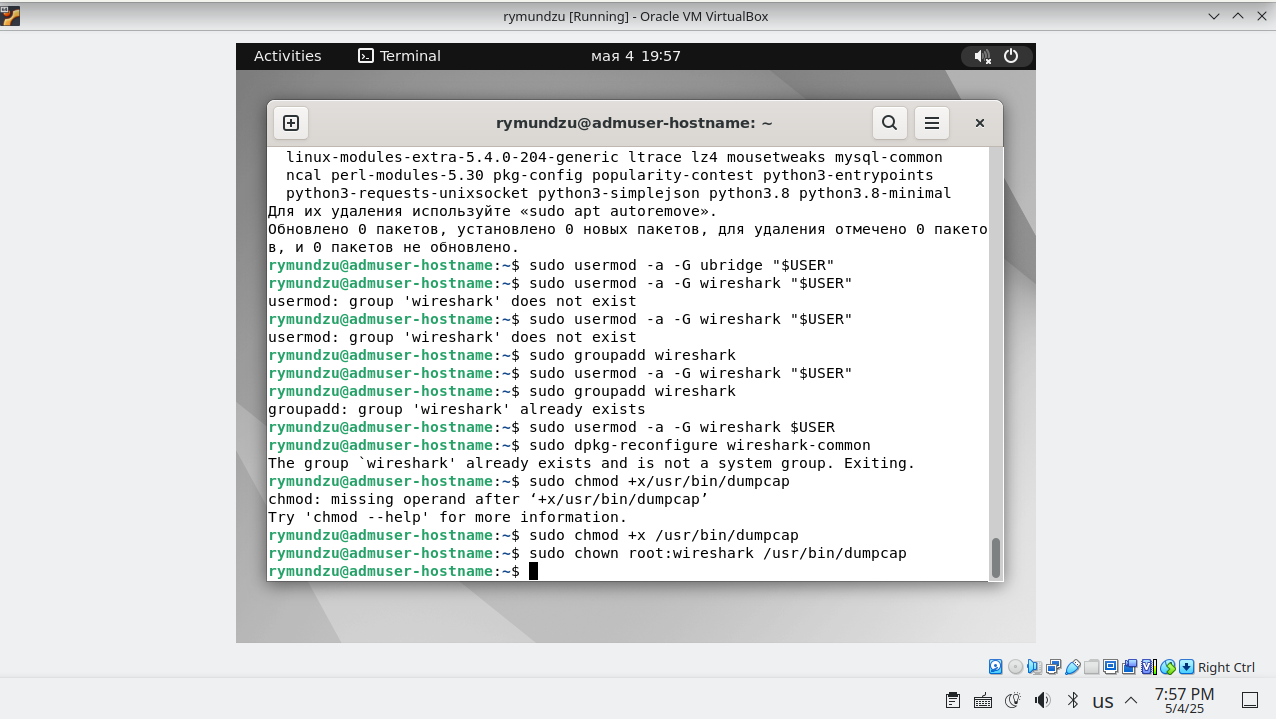 rymundzu [Running] - Oracle VM VirtualBox
Activities
Terminal
мая 4 19:57
rymundzu@admuser-hostname: ~
linux-modules-extra-5.4.0-204-generic ltrace lz4 mousetweaks mysql-common
ncal perl-modules-5.30 pkg-config popularity-contest python3-entrypoints
python3-requests-unixsocket python3-simplejson python3.8 python3.8-minimal
Для их удаления используйте «sudo apt autoremove».
Обновлено 0 пакетов, установлено 0 новых пакетов, для удаления отмечено 0 пакето
в, и 0 пакетов не обновлено.
rymundzu@admuser-hostname:~$ sudo usermod -a -G ubridge "$USER"
rymundzu@admuser-hostname:~$ sudo usermod -a -G wireshark "$USER"
usermod: group 'wireshark' does not exist
rymundzu@admuser-hostname:~$ sudo usermod -a -G wireshark "$USER"
usermod: group 'wireshark' does not exist
rymundzu@admuser-hostname:~$ sudo groupadd wireshark
rymundzu@admuser-hostname:~$ sudo usermod -a -G wireshark "$USER"
rymundzu@admuser-hostname:~$ sudo groupadd wireshark
groupadd: group 'wireshark' already exists
rymundzu@admuser-hostname:~$ sudo usermod -a -G wireshark $USER
rymundzu@admuser-hostname:~$ sudo dpkg-reconfigure wireshark-common
The group `wireshark' already exists and is not a system group. Exiting.
rymundzu@admuser-hostname:~$ sudo chmod +x/usr/bin/dumpcap
chmod: missing operand after ‘+x/usr/bin/dumpcap’
Try 'chmod --help' for more information.
rymundzu@admuser-hostname:~$ sudo chmod +x /usr/bin/dumpcap
rymundzu@admuser-hostname:~$ sudo chown root:wireshark /usr/bin/dumpcap
rymundzu@admuser-hostname:~$
Right Ctrl
us
7:57 PM
5/4/25